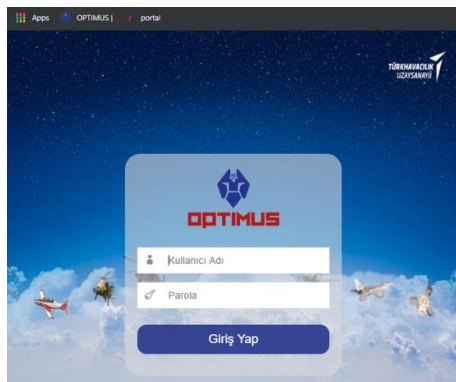 Apps OPTIMUS | portal
TÜRKHAVACILIK
UZAYSANAYİİ
OPTIMUS
Kullanıcı Adı
Parola
Giriş Yap